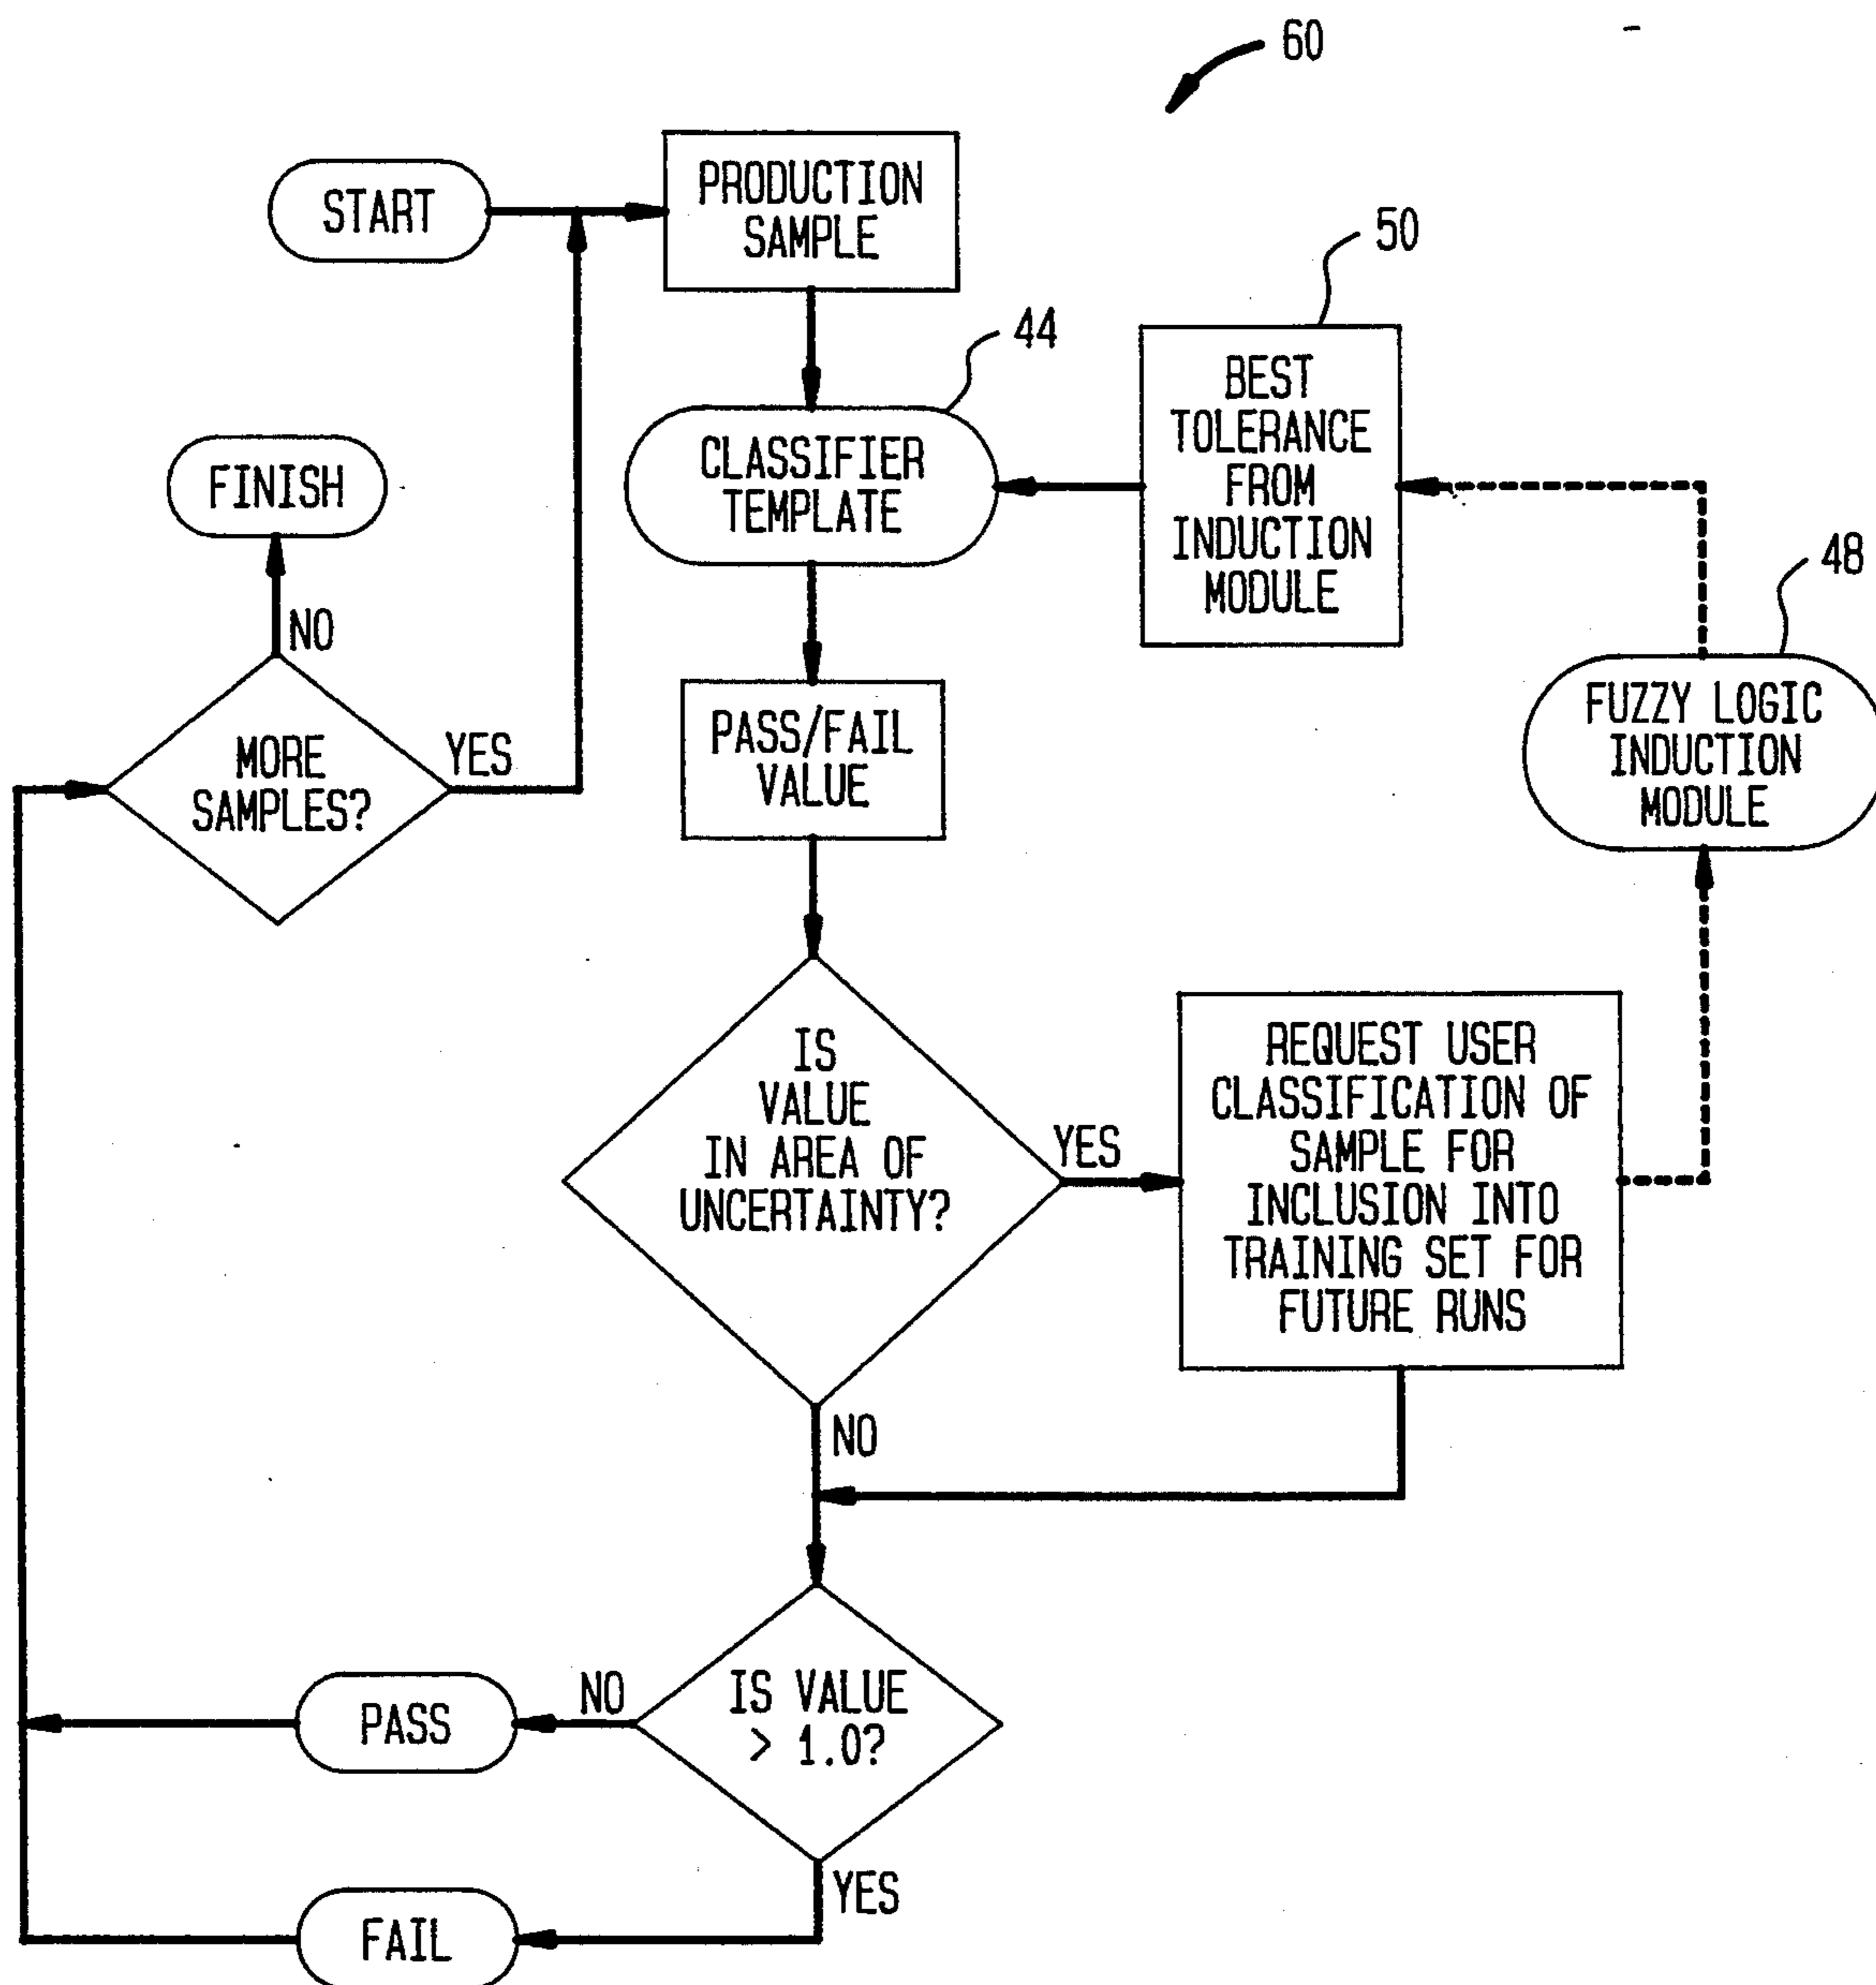 60
START
PRODUCTION
SAMPLE
50
44
BEST
TOLERANCE
FROM
INDUCTION
MODULE
CLASSIFIER
TEMPLATE
FINISH
48
NO
FUZZY LOGIC
INDUCTION
MODULE
MORE
SAMPLES?
YES
PASS/FAIL
VALUE
IS
VALUE
IN AREA OF
UNCERTAINTY?
YES
REQUEST USER
CLASSIFICATION OF
SAMPLE FOR
INCLUSION INTO
TRAINING SET FOR
FUTURE RUNS
NO
IS VALUE
> 1.0?
NO
PASS
YES
FAIL